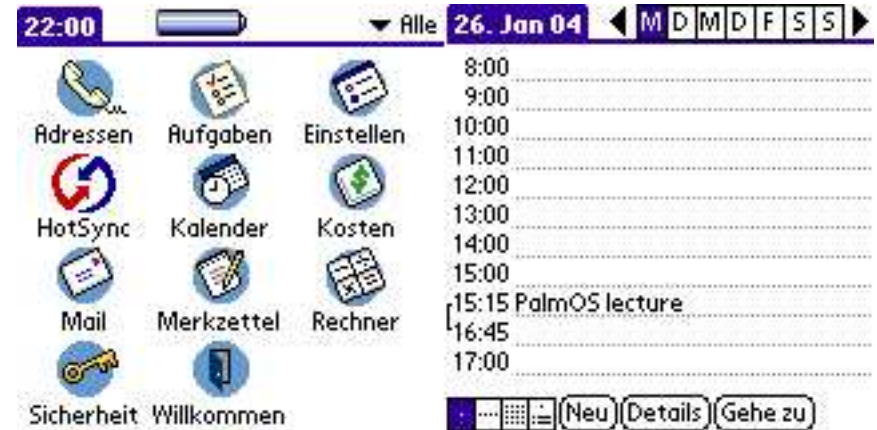 22:00 Alle
Adressen Aufgaben Einstellen
HotSync Kalender Kosten
Mail Merkzettel Rechner
Sicherheit Willkommen
26. Jan 04 M D M D F S S
8:00
9:00
10:00
11:00
12:00
13:00
14:00
15:00
15:15 PalmOS lecture
16:45
17:00
Neu Details Gehe zu